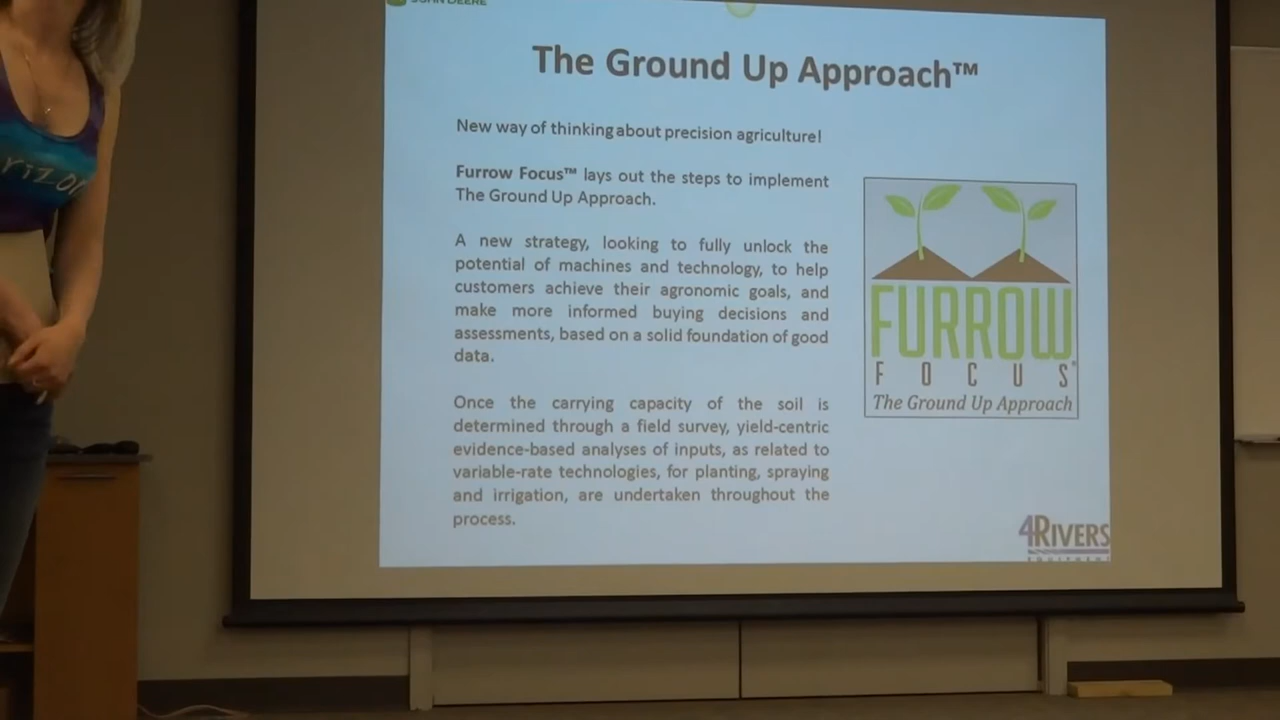 JOHN DEERE
The Ground Up Approach™
New way of thinking about precision agriculture!
Furrow Focus™ lays out the steps to implement
The Ground Up Approach.
A new strategy, looking to fully unlock the
potential of machines and technology, to help
customers achieve their agronomic goals, and
make more informed buying decisions and
assessments, based on a solid foundation of good
data.
Once the carrying capacity of the soil is
determined through a field survey, yield-centric
evidence-based analyses of inputs, as related to
variable-rate technologies, for planting, spraying
and irrigation, are undertaken throughout the
process.
FURROW
FOCUS®
The Ground Up Approach
4RIVERS
EQUIPMENT